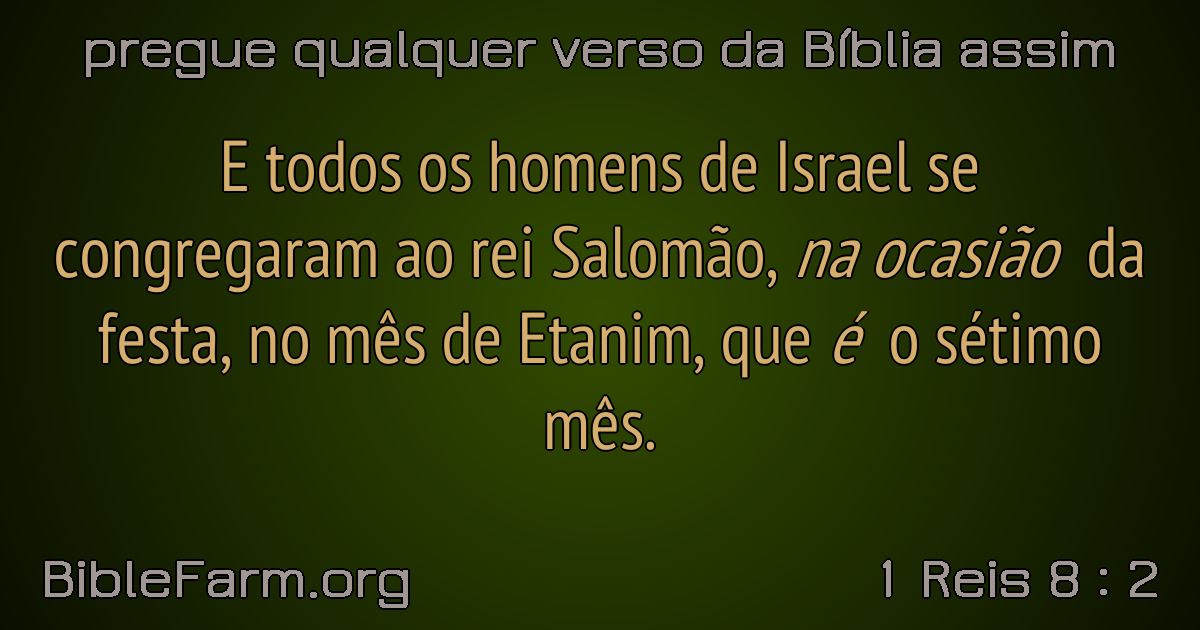 pregue qualquer verso da Bíblia assim
E todos os homens de Israel se
congregaram ao rei Salomão, na ocasião da
festa, no mês de Etanim, que é o sétimo
mês.
BibleFarm.org
1 Reis 8 : 2